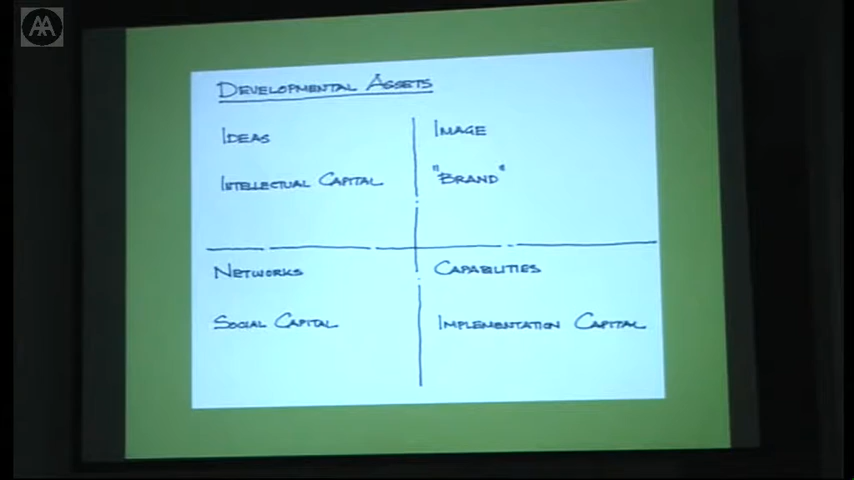 AA
DEVELOPMENTAL ASSETS
IDEAS
INTELLECTUAL CAPITAL
IMAGE
"BRAND"
NETWORKS
SOCIAL CAPITAL
CAPABILITIES
IMPLEMENTATION CAPITAL